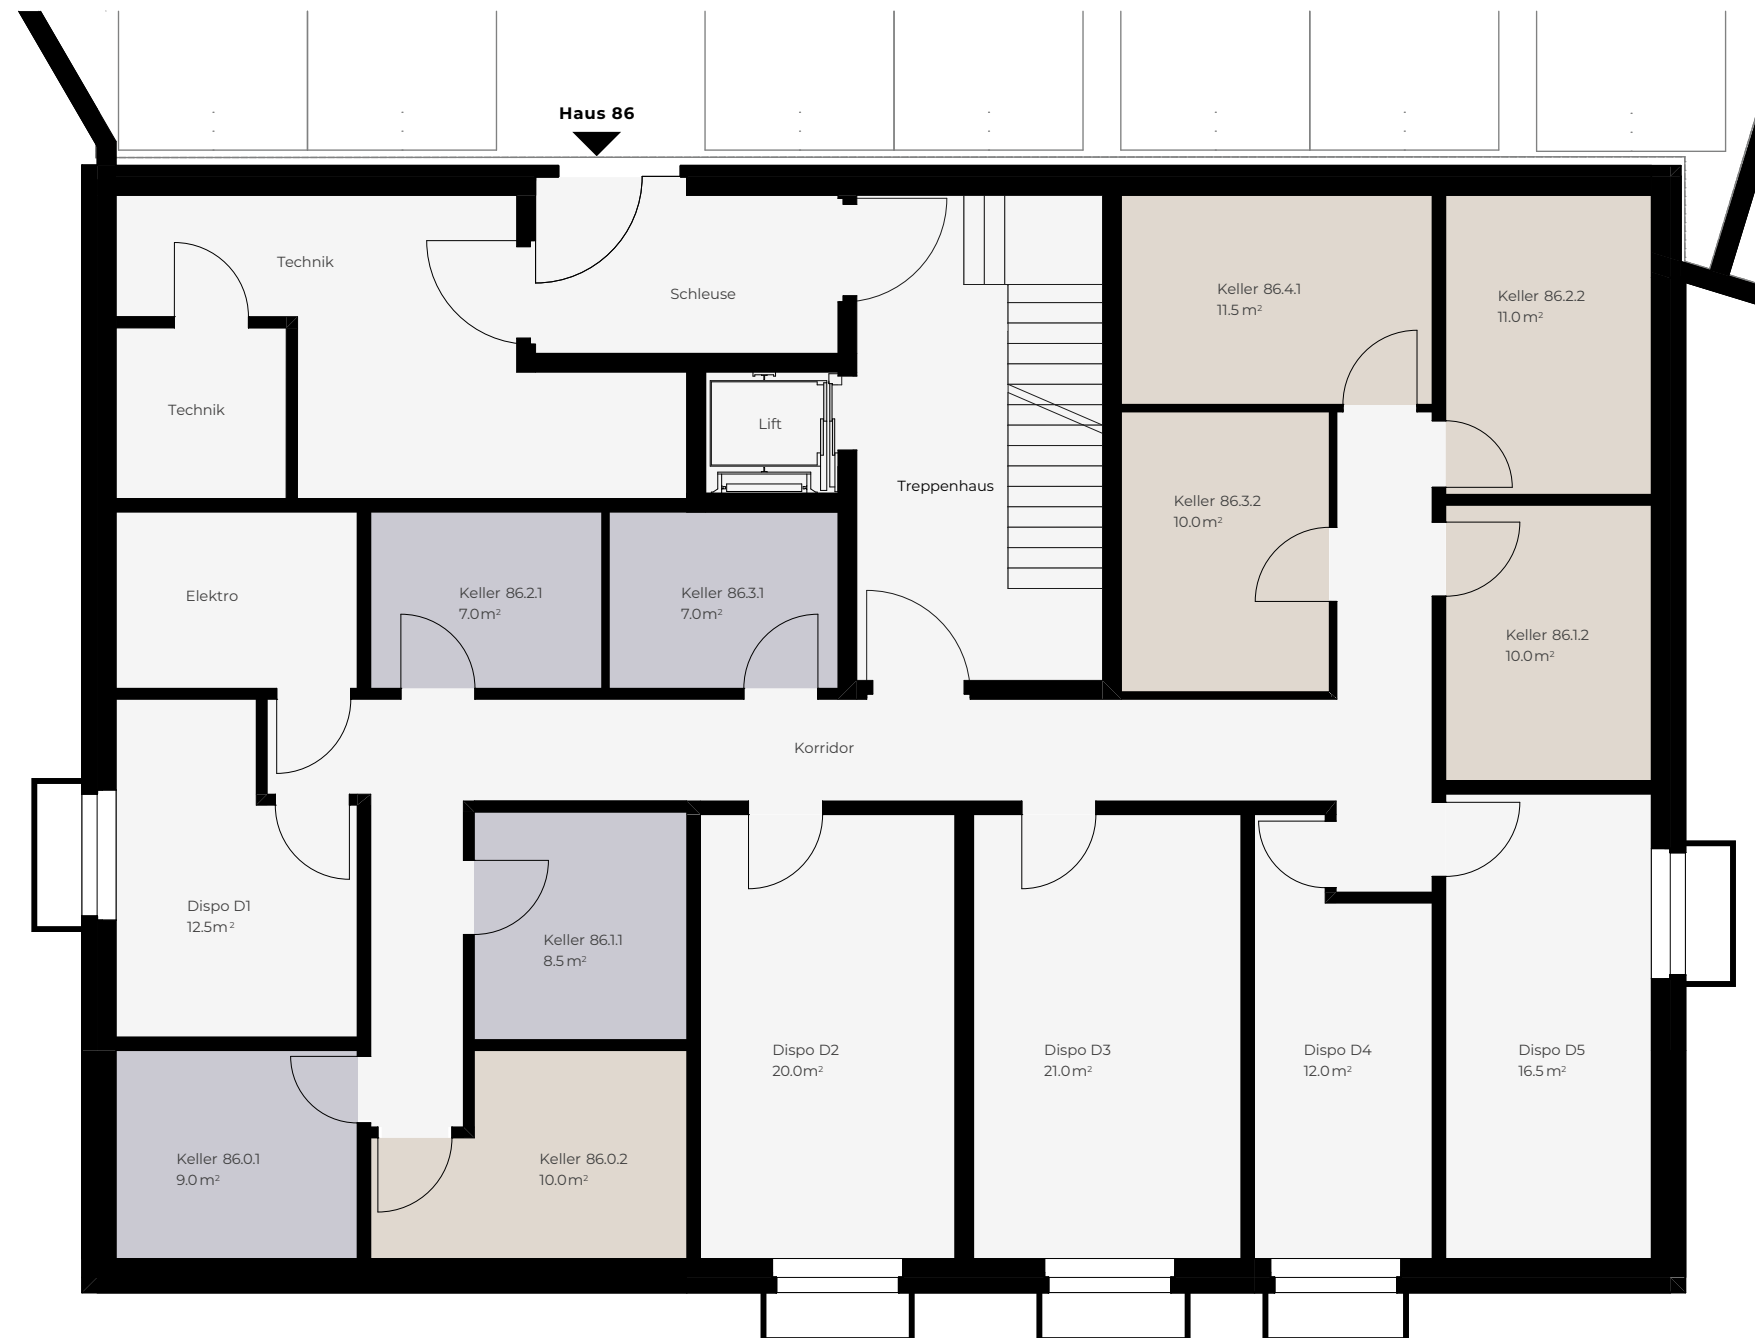 Haus 86
Technik
Schleuse
Keller 86.4.1
11.5 m²
Keller 86.2.2
11.0 m²
Technik
Lift
Treppenhaus
Keller 86.3.2
10.0 m²
Elektro
Keller 86.2.1
7.0 m²
Keller 86.3.1
7.0 m²
Keller 86.1.2
10.0 m²
Korridor
Dispo D1
12.5 m²
Keller 86.1.1
8.5 m²
Dispo D2
20.0 m²
Dispo D3
21.0 m²
Dispo D4
12.0 m²
Dispo D5
16.5 m²
Keller 86.0.1
9.0 m²
Keller 86.0.2
10.0 m²